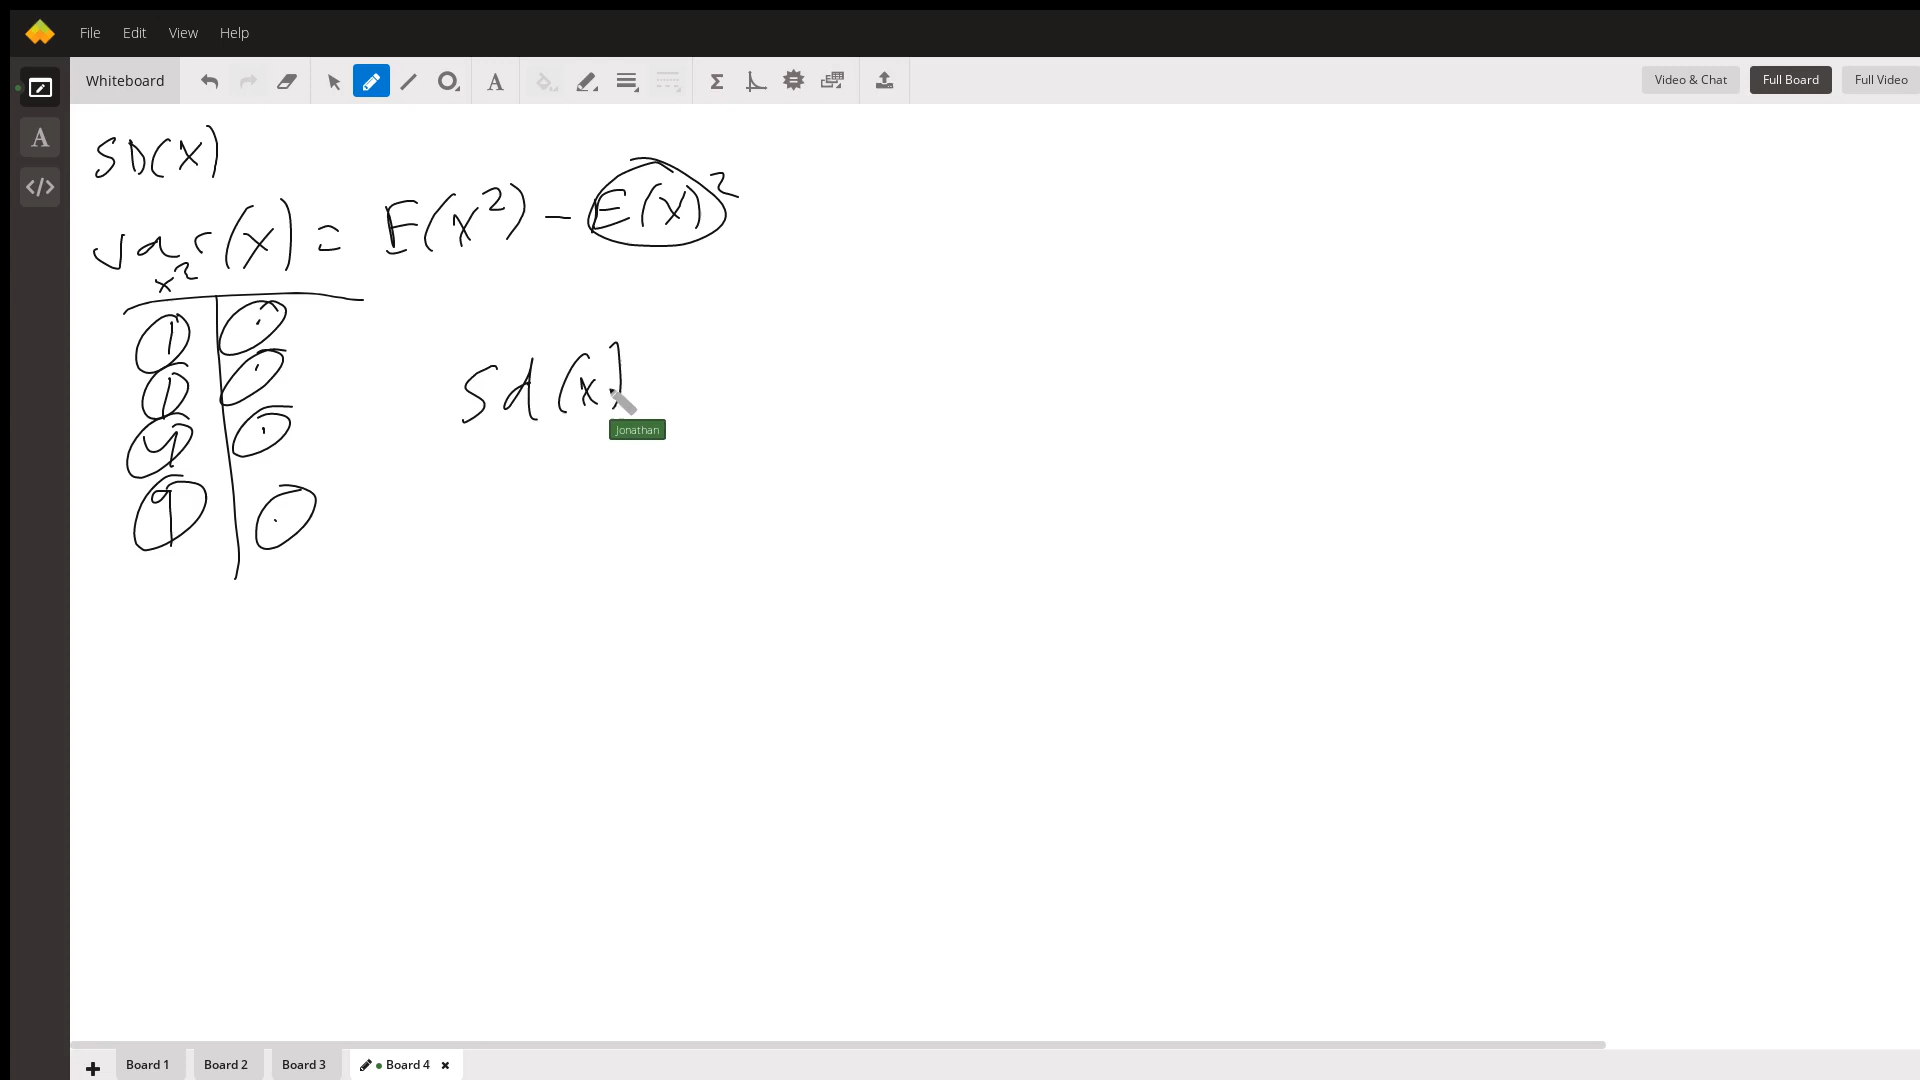 File Edit View Help
Whiteboard A Σ Video & Chat Full Board Full Video
A
</>
SD(X)
var(x) = E(x²) - E(x)²
x²
1
1
4
9
Sd(x)
Jonathan
+ Board 1 Board 2 Board 3 Board 4 ×